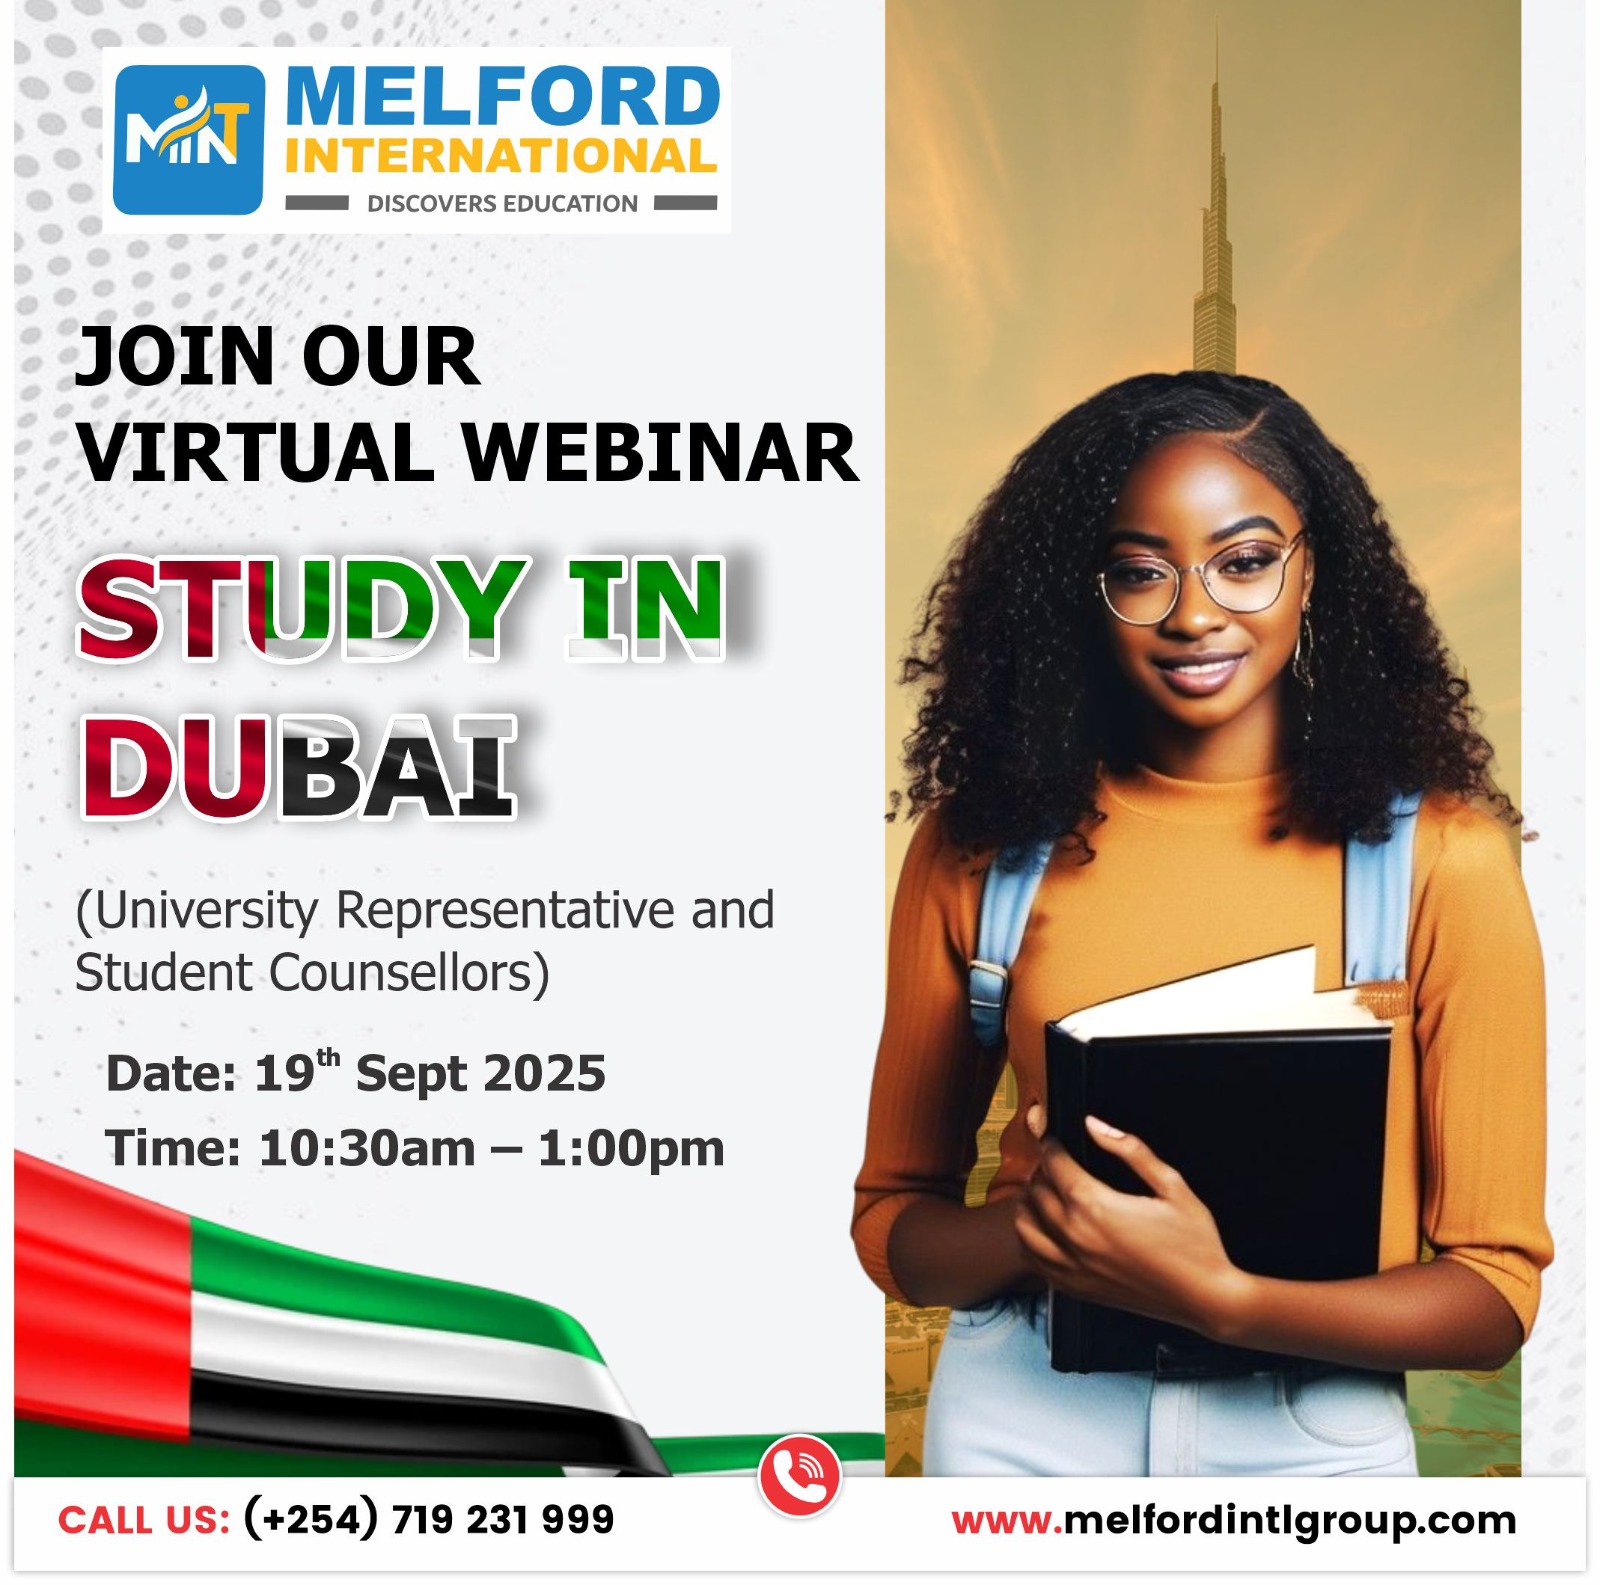 MINT
MELFORD
INTERNATIONAL
DISCOVERS EDUCATION
JOIN OUR
VIRTUAL WEBINAR
STUDY IN
DUBAI
(University Representative and
Student Counsellors)
Date: 19th Sept 2025
Time: 10:30am – 1:00pm
CALL US: (+254) 719 231 999
www.melfordintlgroup.com